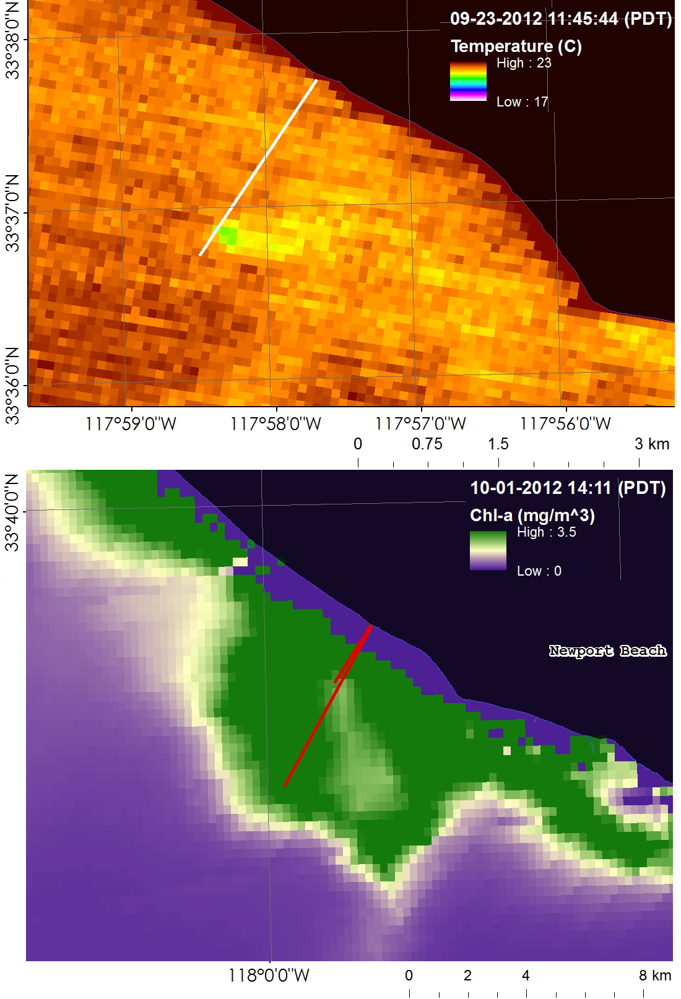 09-23-2012 11:45:44 (PDT)
Temperature (C)
High : 23
Low : 17
33°38'0"N
33°37'0"N
33°36'0"N
117°59'0"W 117°58'0"W 117°57'0"W 117°56'0"W
0 0.75 1.5 3 km
10-01-2012 14:11 (PDT)
Chl-a (mg/m^3)
High : 3.5
Low : 0
33°40'0"N
Newport Beach
118°0'0"W
0 2 4 8 km